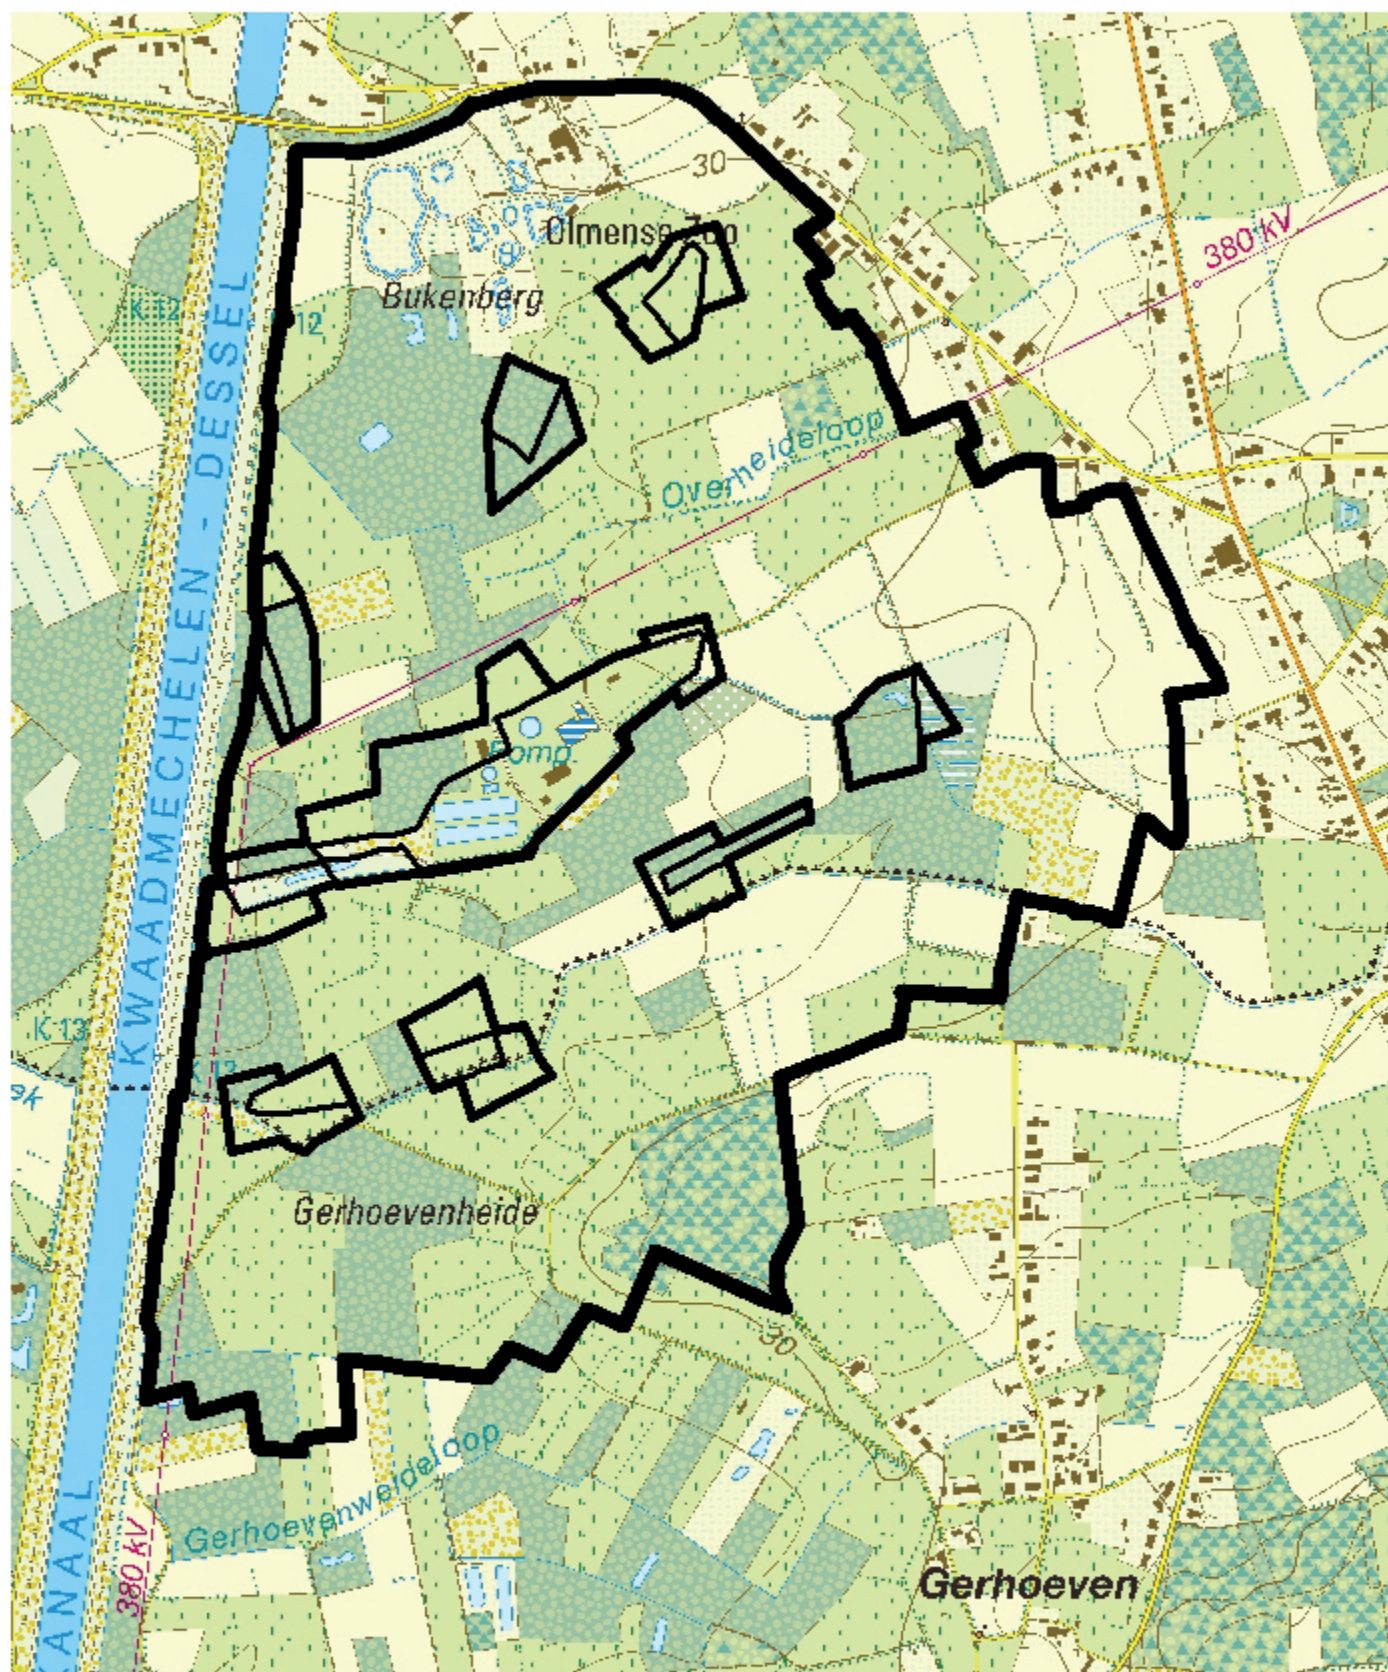 30
Olmense Zoo
380 kV
Bukenberg
K 12
12
Overheideloop
KWAADMECHELEN - DESSEL
Pomp.
K 13
Gerhoevenheide
30
Gerhoevenweideloop
380 kV
Gerhoeven
KANAAL